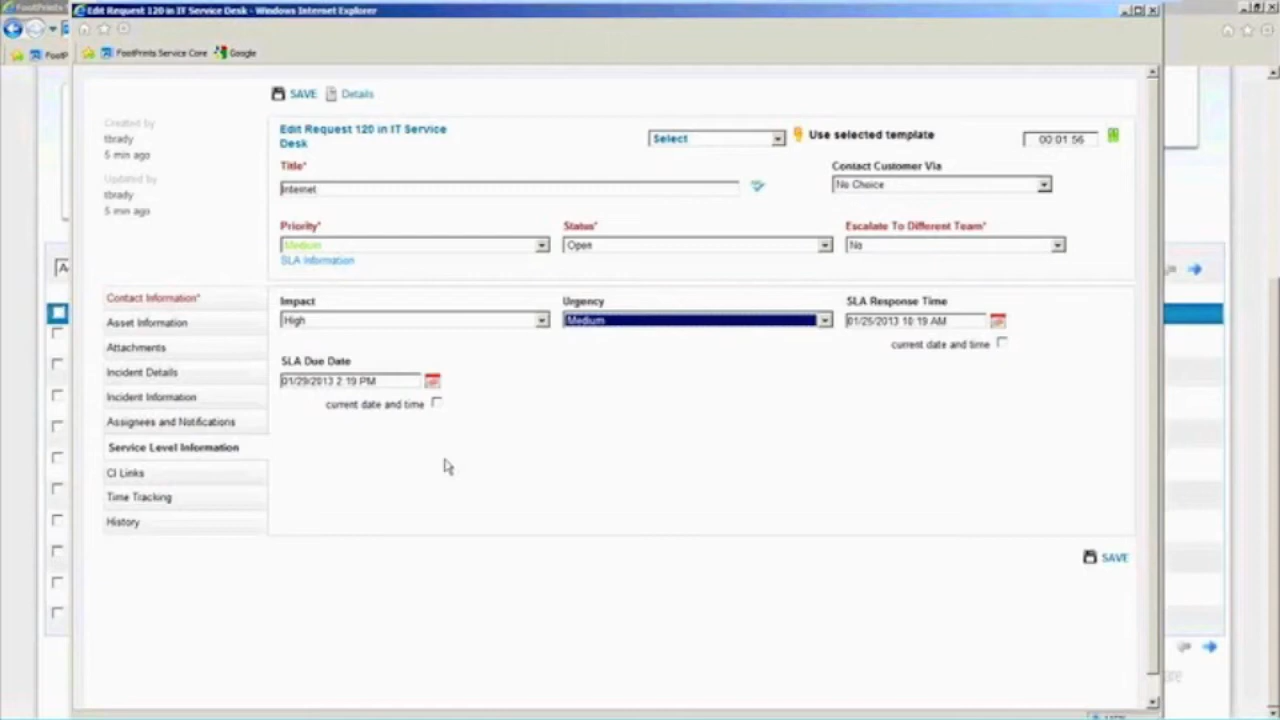 Edit Request 120 in IT Service Desk - Windows Internet Explorer
FootPrints Service Core Google
SAVE Details
Created by
tbrady
5 min ago
Updated by
tbrady
5 min ago
Edit Request 120 in IT Service
Desk
Select Use selected template 00:01:56
Title* Contact Customer Via
internet No Choice
Priority* Status* Escalate To Different Team*
Medium Open No
SLA Information
Contact Information*
Asset Information
Attachments
Incident Details
Incident Information
Assignees and Notifications
Service Level Information
CI Links
Time Tracking
History
Impact Urgency SLA Response Time
High Medium 01/25/2013 10:19 AM
current date and time
SLA Due Date
01/29/2013 2:19 PM
current date and time
SAVE